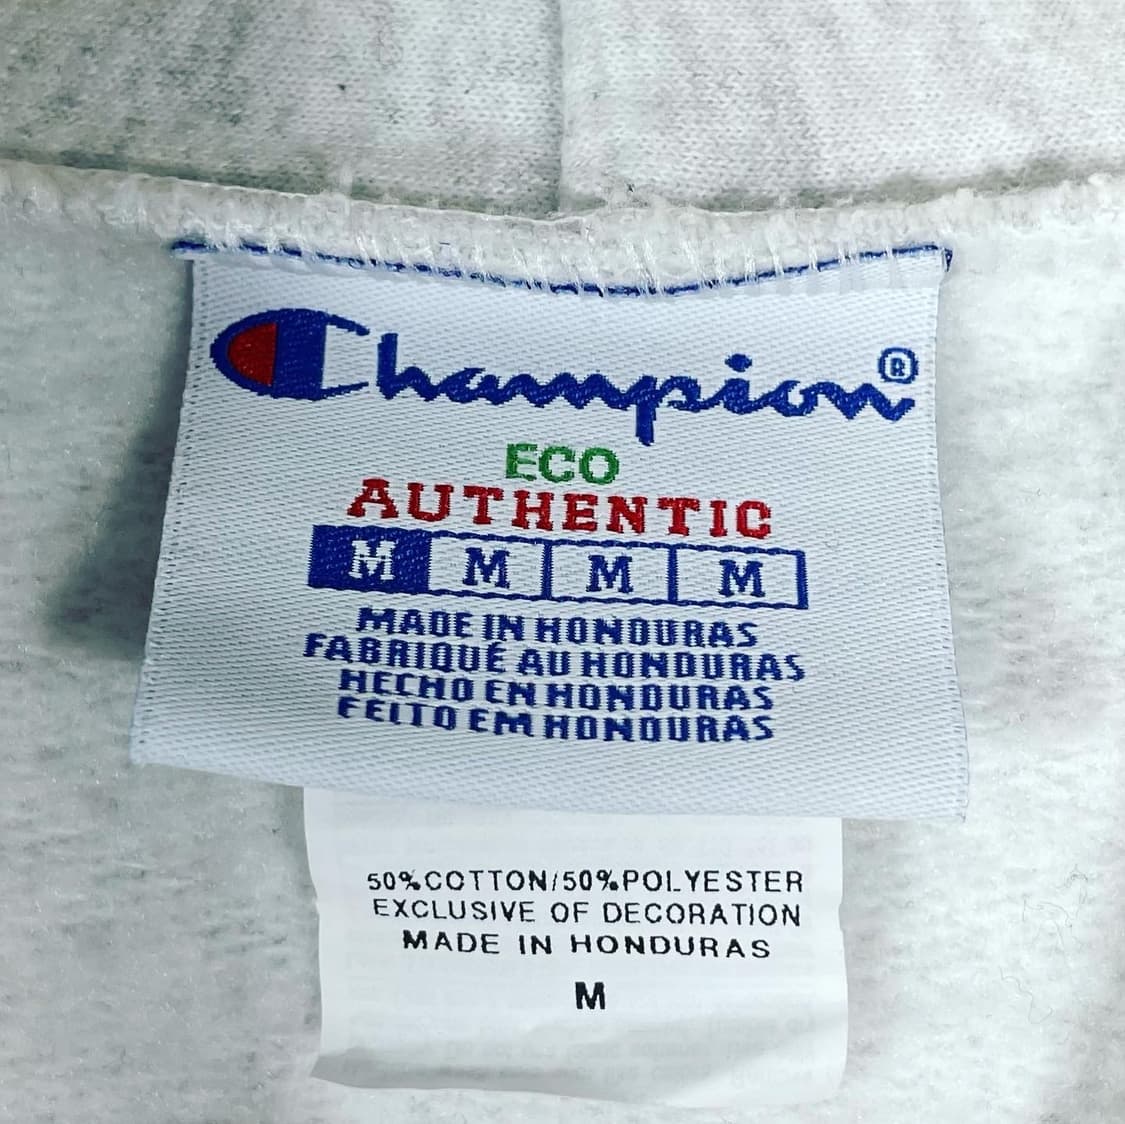 Champion®
ECO
AUTHENTIC
M M M M
MADE IN HONDURAS
FABRIQUÉ AU HONDURAS
HECHO EN HONDURAS
FEITO EM HONDURAS
50%COTTON/50%POLYESTER
EXCLUSIVE OF DECORATION
MADE IN HONDURAS
M